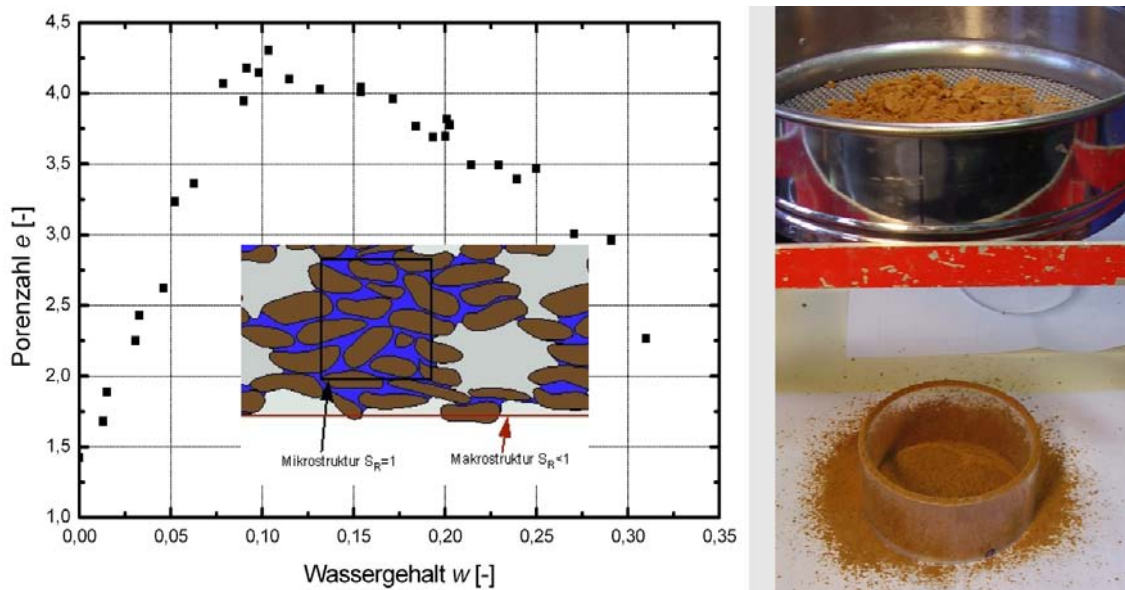 4,5
4,0
3,5
3,0
2,5
2,0
1,5
1,0
Porenzahl e [-]
Mikrostruktur S_R=1
Makrostruktur S_R<1
0,00 0,05 0,10 0,15 0,20 0,25 0,30 0,35
Wassergehalt w [-]